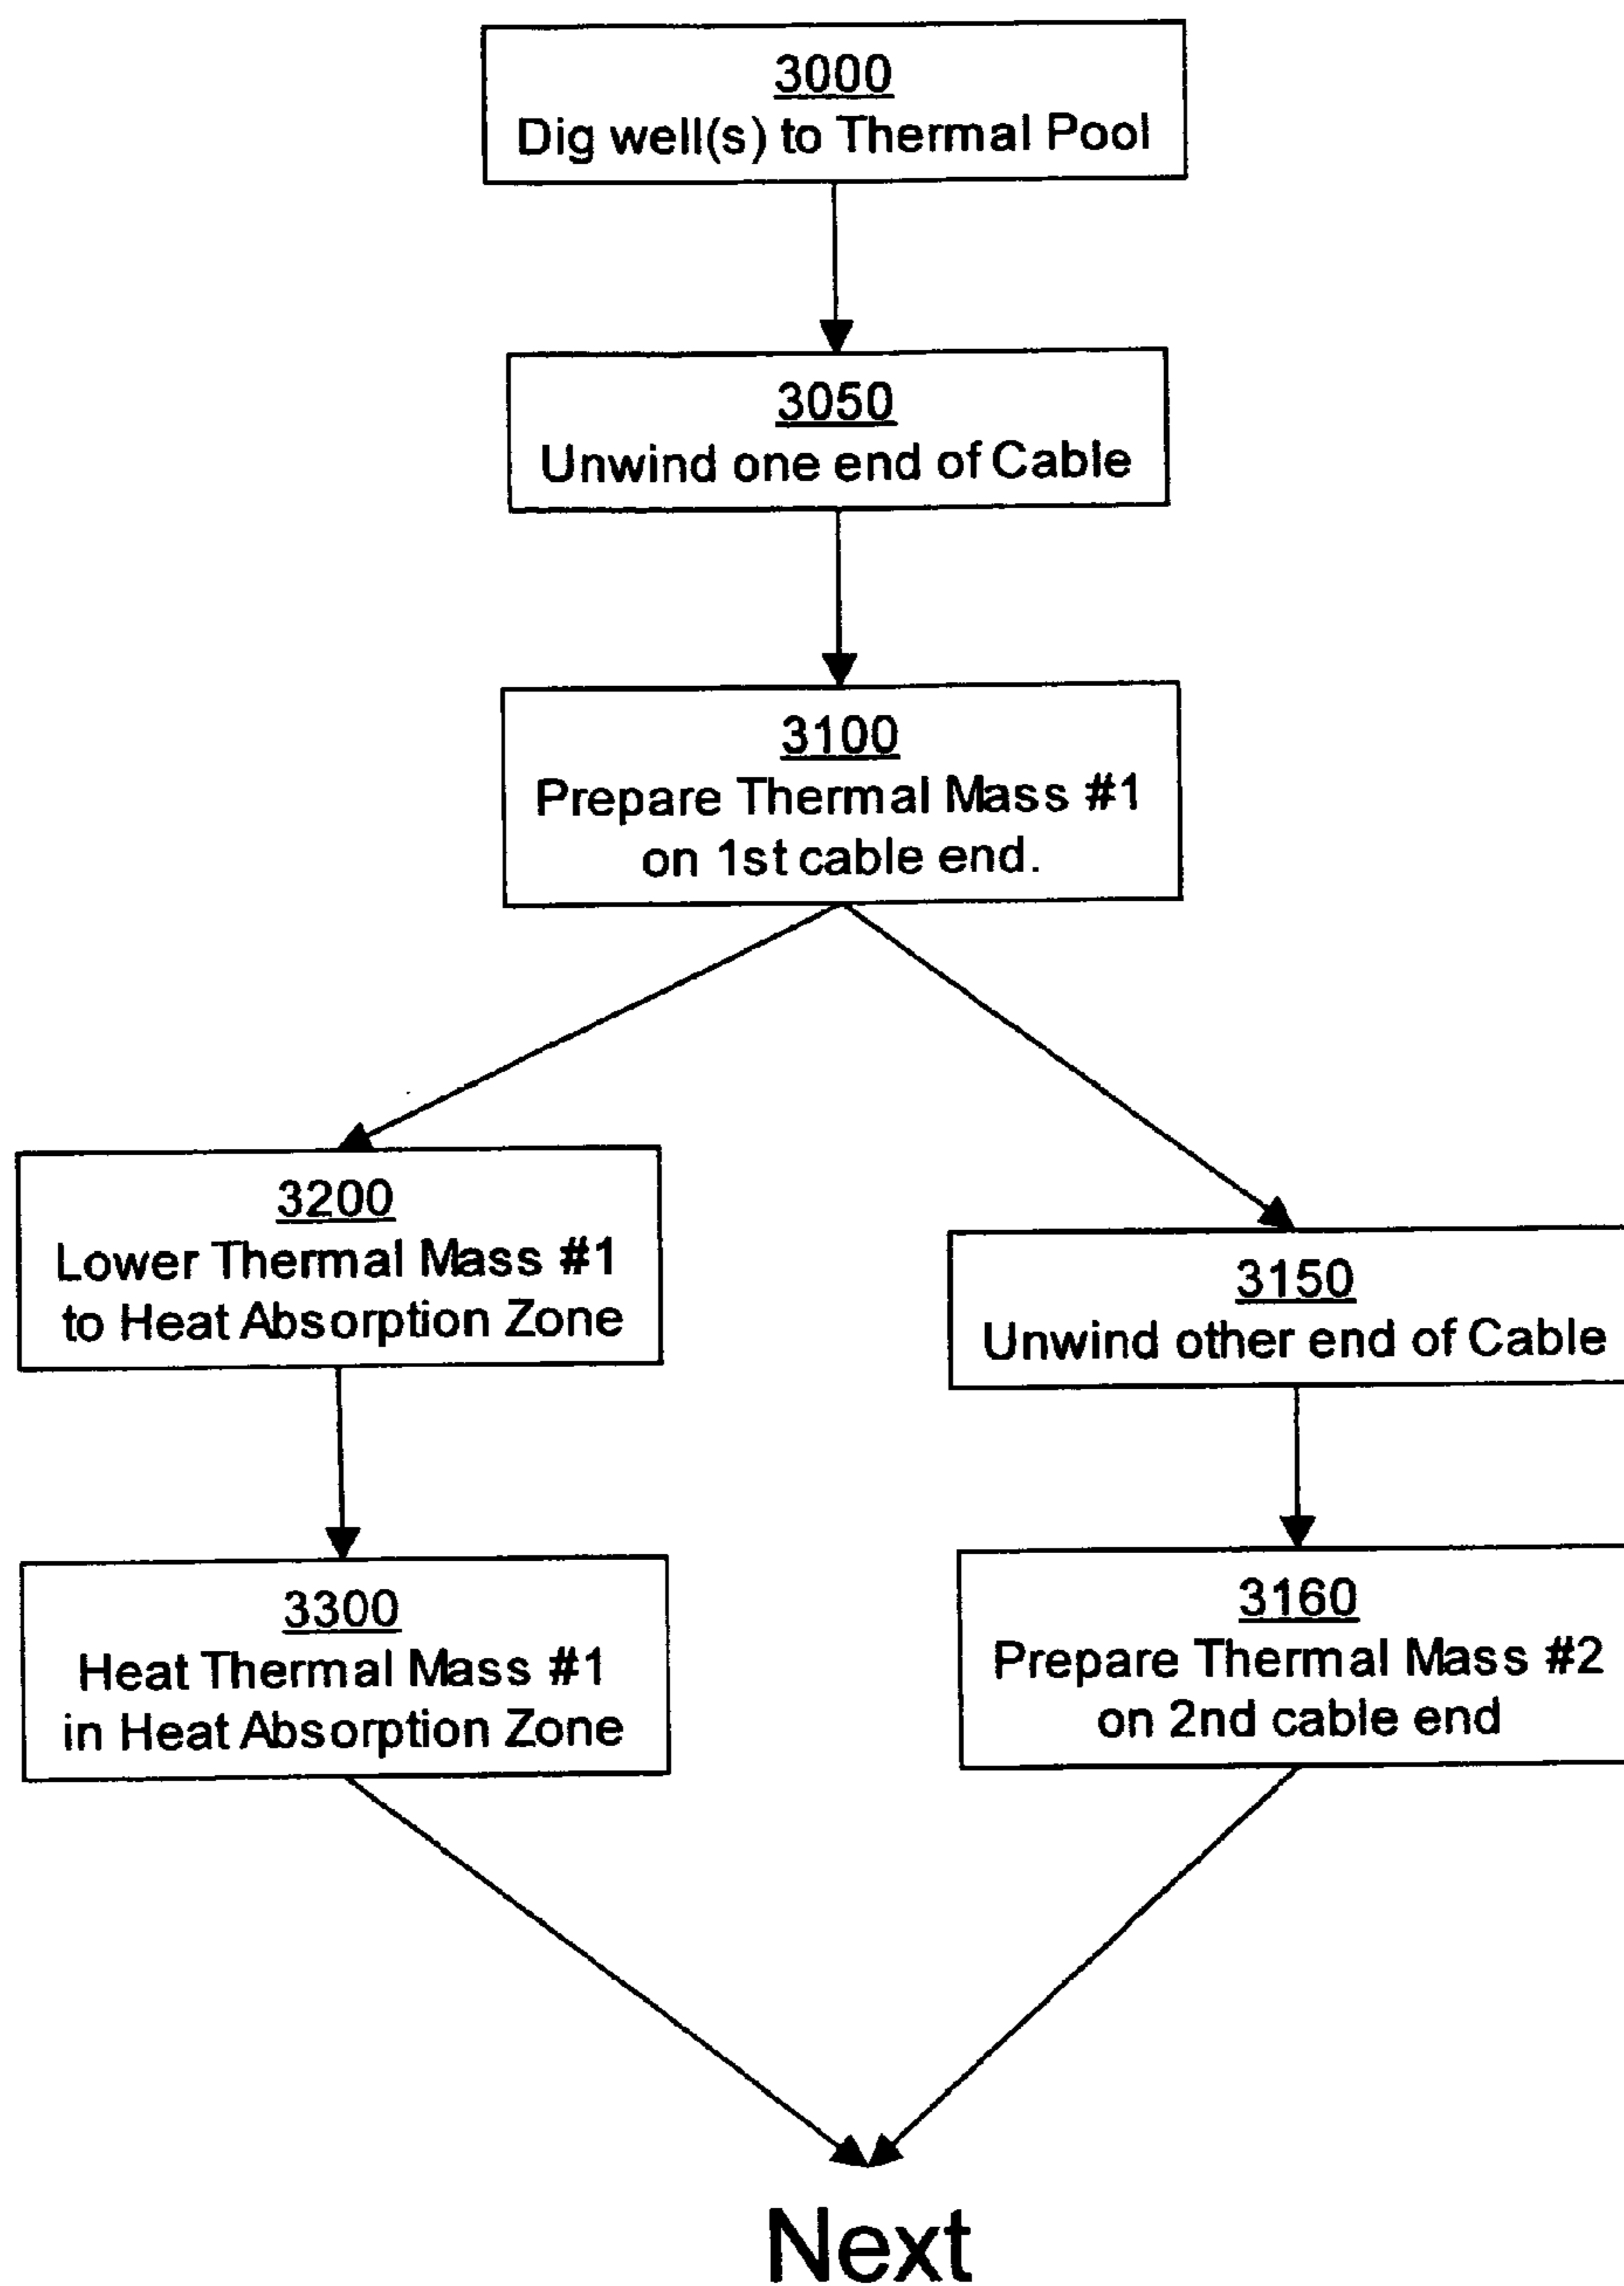 3000
Dig well(s) to Thermal Pool
3050
Unwind one end of Cable
3100
Prepare Thermal Mass #1
on 1st cable end.
3200
Lower Thermal Mass #1
to Heat Absorption Zone
3150
Unwind other end of Cable
3300
Heat Thermal Mass #1
in Heat Absorption Zone
3160
Prepare Thermal Mass #2
on 2nd cable end
Next